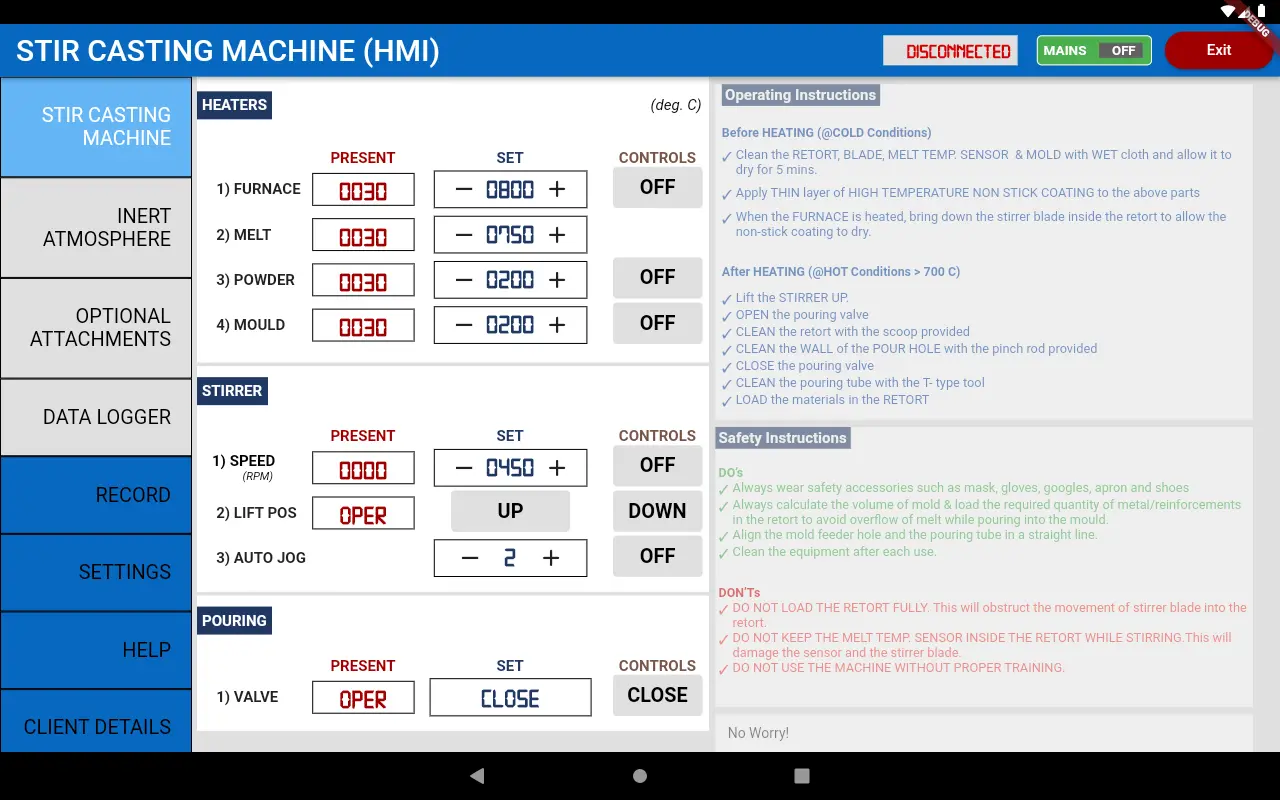 DEBUG
STIR CASTING MACHINE (HMI)
DISCONNECTED
MAINS OFF
Exit
STIR CASTING
MACHINE
INERT
ATMOSPHERE
OPTIONAL
ATTACHMENTS
DATA LOGGER
RECORD
SETTINGS
HELP
CLIENT DETAILS
HEATERS (deg. C)
PRESENT SET CONTROLS
1) FURNACE 0030 — 0800 + OFF
2) MELT 0030 — 0750 +
3) POWDER 0030 — 0200 + OFF
4) MOULD 0030 — 0200 + OFF
STIRRER
PRESENT SET CONTROLS
1) SPEED 0000 — 0450 + OFF
(RPM)
2) LIFT POS OPER UP DOWN
3) AUTO JOG — 2 + OFF
POURING
PRESENT SET CONTROLS
1) VALVE OPER CLOSE CLOSE
Operating Instructions
Before HEATING (@COLD Conditions)
✓ Clean the RETORT, BLADE, MELT TEMP. SENSOR & MOLD with WET cloth and allow it to
dry for 5 mins.
✓ Apply THIN layer of HIGH TEMPERATURE NON STICK COATING to the above parts
✓ When the FURNACE is heated, bring down the stirrer blade inside the retort to allow the
non-stick coating to dry.
After HEATING (@HOT Conditions > 700 C)
✓ Lift the STIRRER UP.
✓ OPEN the pouring valve
✓ CLEAN the retort with the scoop provided
✓ CLEAN the WALL of the POUR HOLE with the pinch rod provided
✓ CLOSE the pouring valve
✓ CLEAN the pouring tube with the T- type tool
✓ LOAD the materials in the RETORT
Safety Instructions
DO's
✓ Always wear safety accessories such as mask, gloves, googles, apron and shoes
✓ Always calculate the volume of mold & load the required quantity of metal/reinforcements
in the retort to avoid overflow of melt while pouring into the mould.
✓ Align the mold feeder hole and the pouring tube in a straight line.
✓ Clean the equipment after each use.
DON'Ts
✓ DO NOT LOAD THE RETORT FULLY. This will obstruct the movement of stirrer blade into the
retort.
✓ DO NOT KEEP THE MELT TEMP. SENSOR INSIDE THE RETORT WHILE STIRRING.This will
damage the sensor and the stirrer blade.
✓ DO NOT USE THE MACHINE WITHOUT PROPER TRAINING.
No Worry!